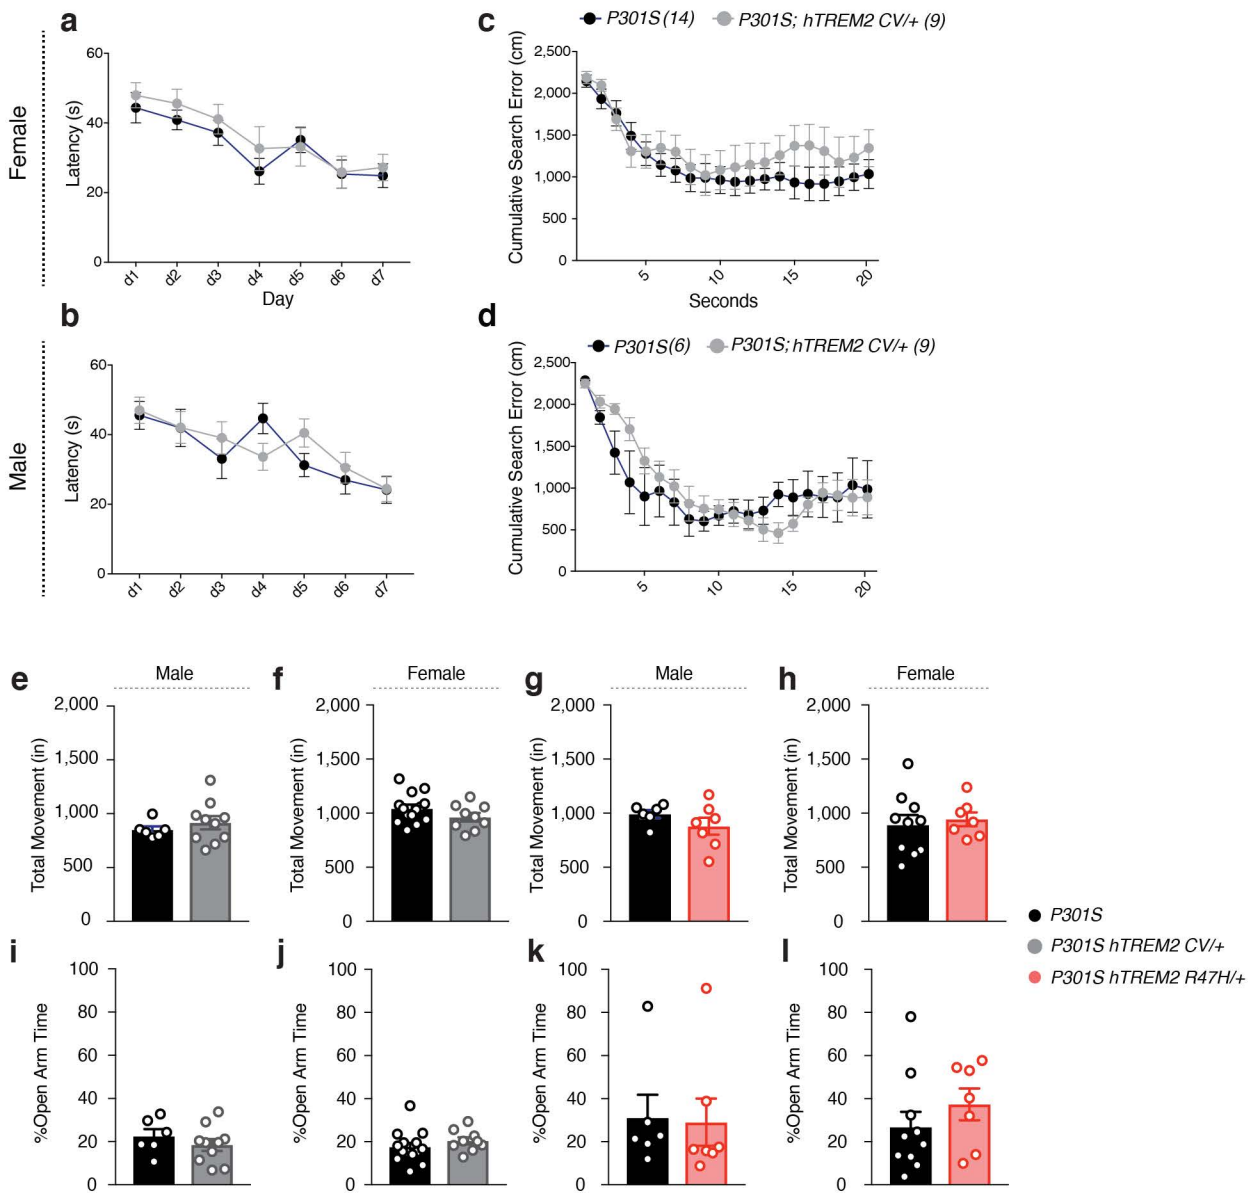 a
Female
60
40
20
0
Latency (s)
d1 d2 d3 d4 d5 d6 d7
Day
c
P301S (14) P301S; hTREM2 CV/+ (9)
2,500
2,000
1,500
1,000
500
0
Cumulative Search Error (cm)
5 10 15 20
Seconds
b
Male
60
40
20
0
Latency (s)
d1 d2 d3 d4 d5 d6 d7
d
P301S(6) P301S; hTREM2 CV/+ (9)
2,500
2,000
1,500
1,000
500
0
Cumulative Search Error (cm)
5 10 15 20
e
Male
2,000
1,500
1,000
500
0
Total Movement (in)
f
Female
2,000
1,500
1,000
500
0
Total Movement (in)
g
Male
2,000
1,500
1,000
500
0
Total Movement (in)
h
Female
2,000
1,500
1,000
500
0
Total Movement (in)
P301S
P301S hTREM2 CV/+
P301S hTREM2 R47H/+
i
100
80
60
40
20
0
%Open Arm Time
j
100
80
60
40
20
0
%Open Arm Time
k
100
80
60
40
20
0
%Open Arm Time
l
100
80
60
40
20
0
%Open Arm Time